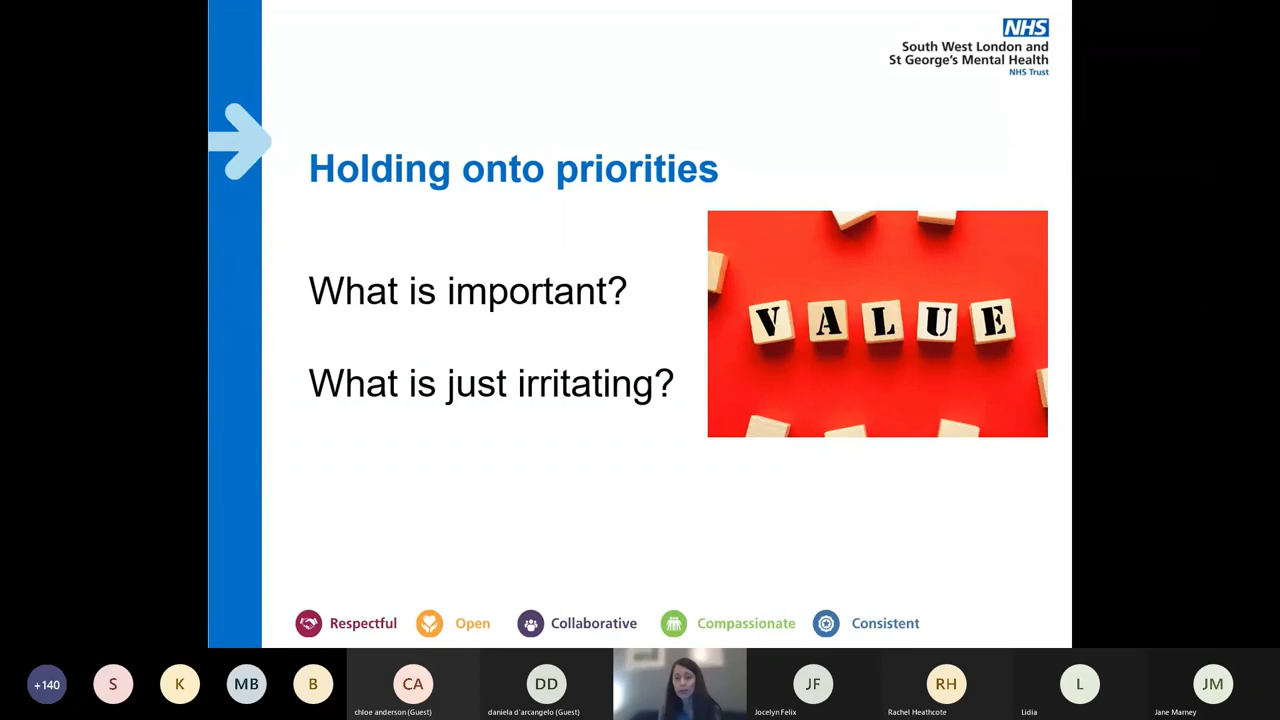 NHS
South West London and
St George's Mental Health
NHS Trust
Holding onto priorities
What is important?
VALUE
What is just irritating?
Respectful
Open
Collaborative
Compassionate
Consistent
+140
S
K
MB
B
CA
DD
JF
RH
L
JM
chloe anderson (Guest)
daniela d'arcangelo (Guest)
Jocelyn Felix
Rachel Heathcote
Lidia
Jane Marney